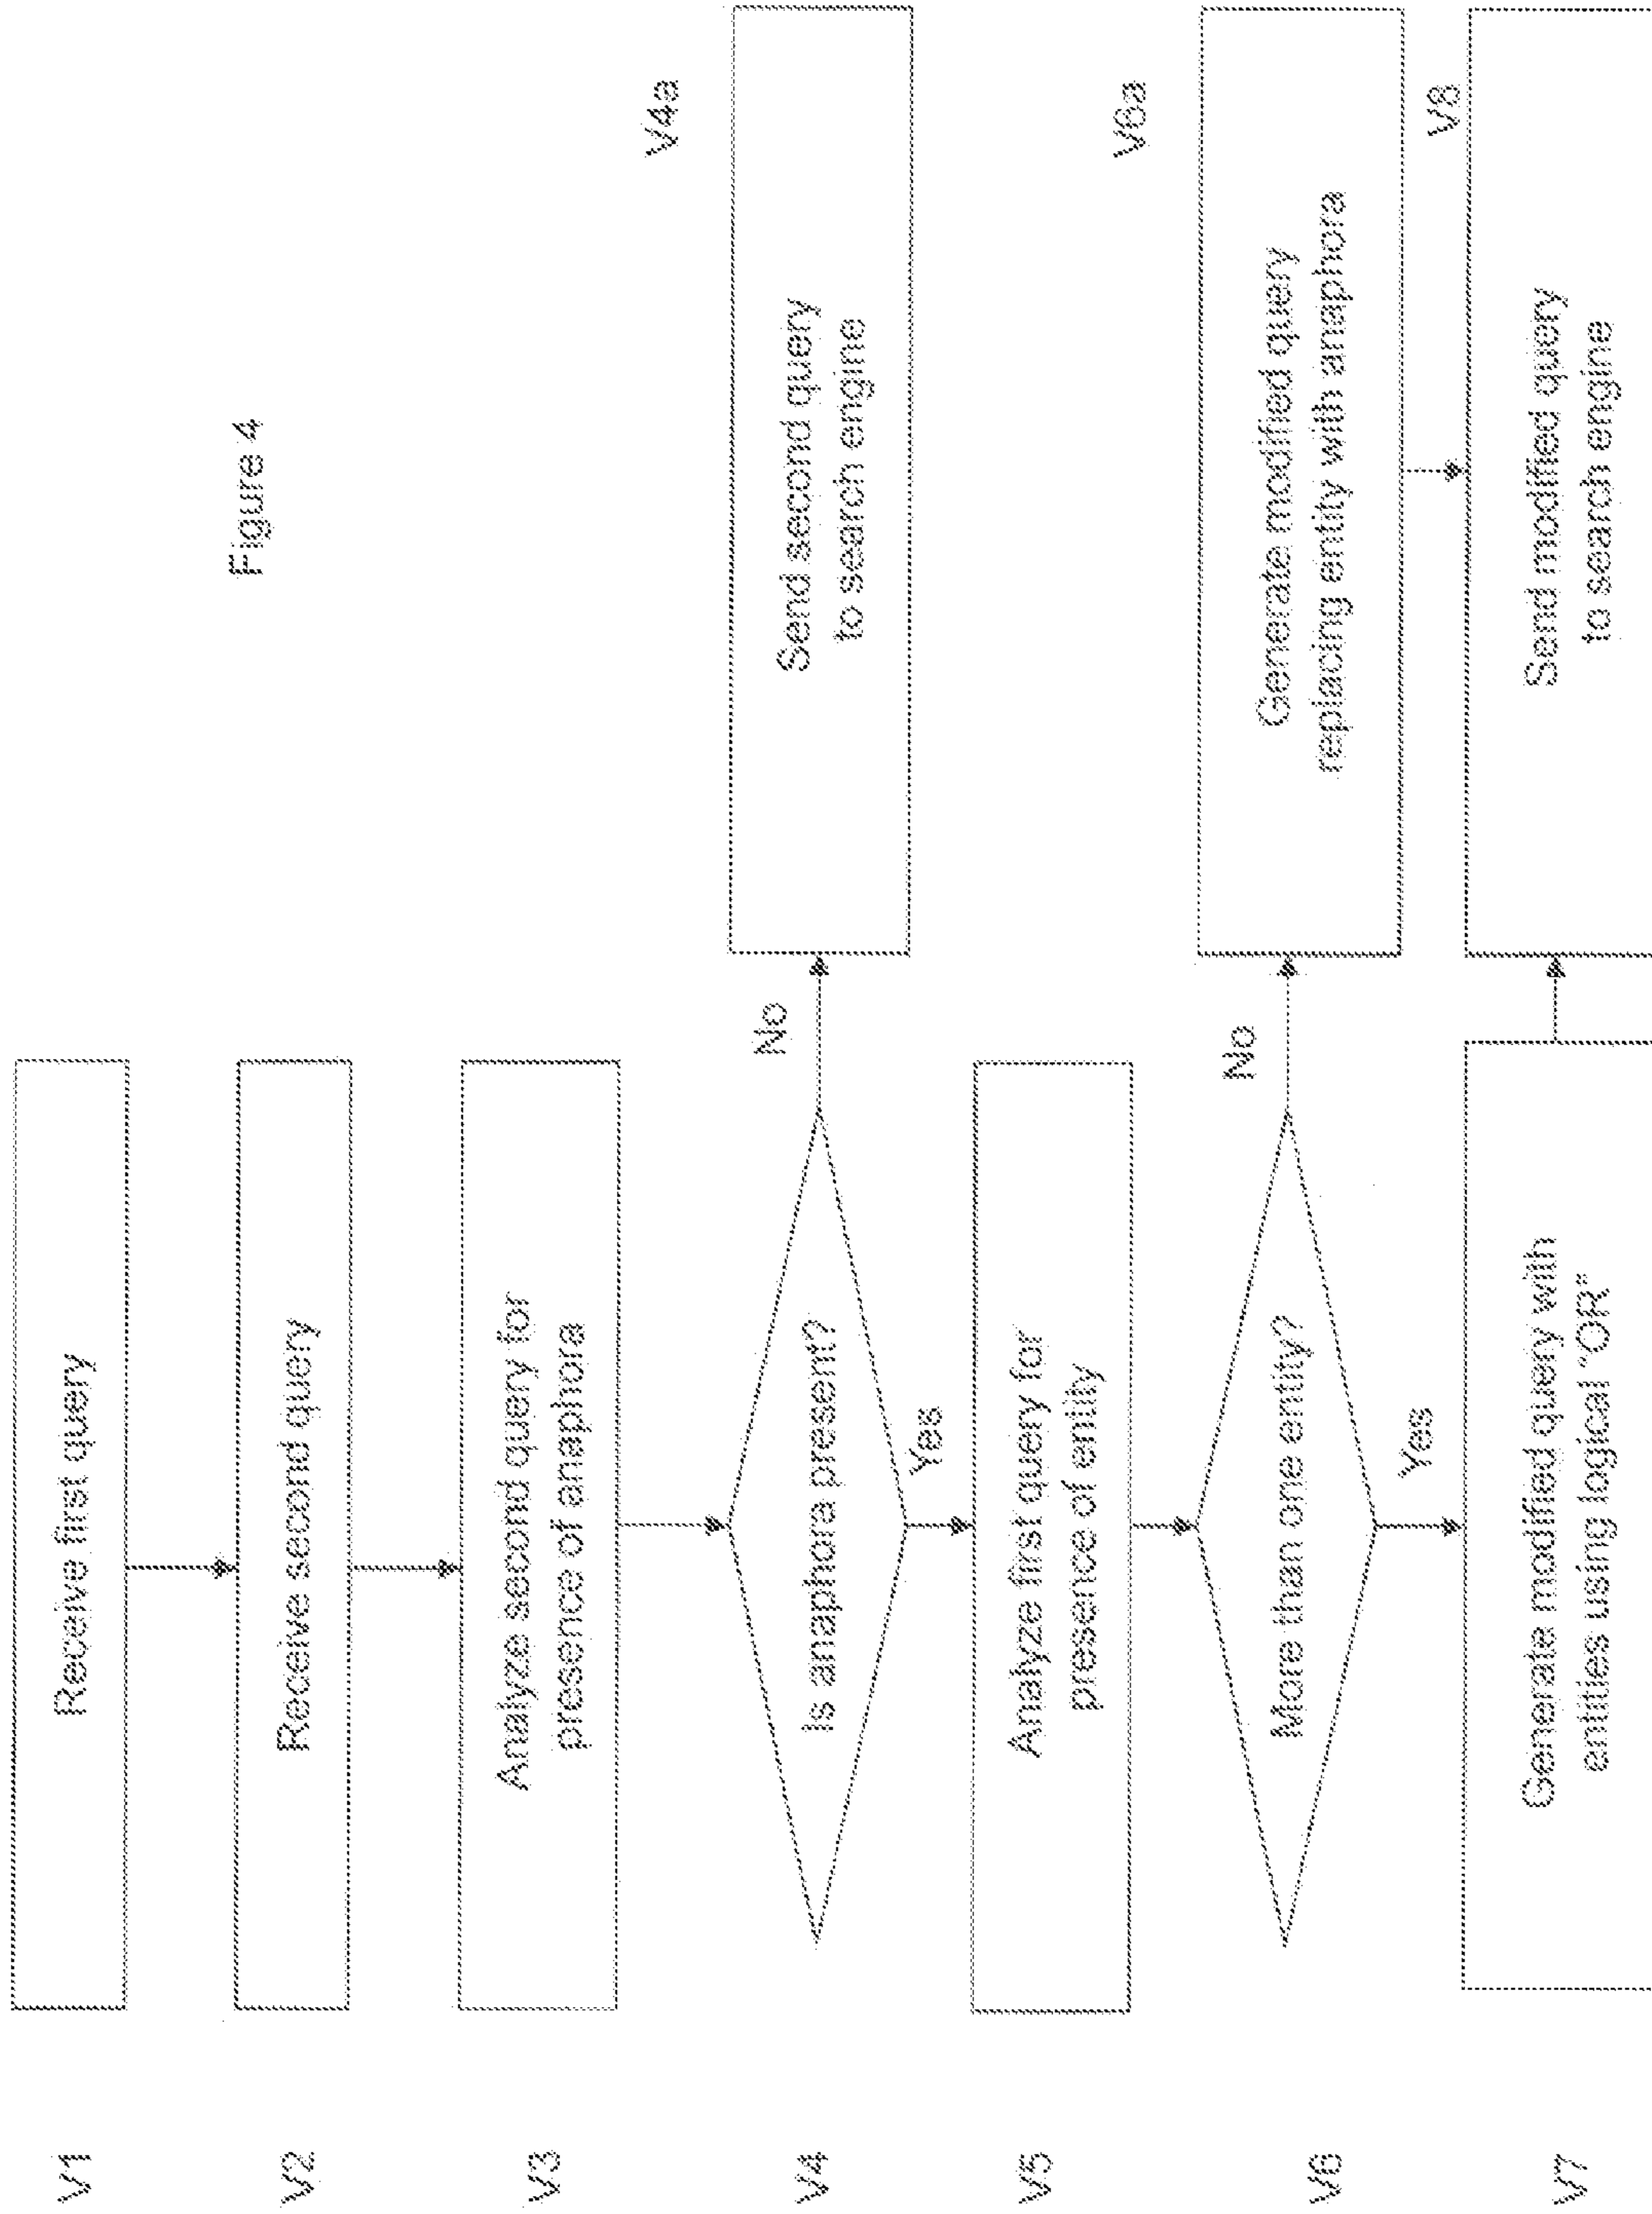 Figure 4
V1
Receive first query
V2
Receive second query
V3
Analyze second query for
presence of anaphora
V4
Is anaphora present?
No
V4a
Send second query
to search engine
Yes
V5
Analyze first query for
presence of entity
V6
More than one entity?
No
V6a
Generate modified query
replacing entity with anaphora
Yes
V7
Generate modified query with
entities using logical "OR"
V8
Send modified query
to search engine